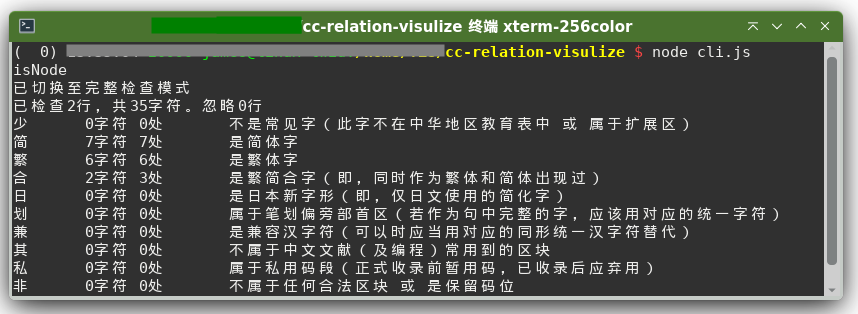 /cc-relation-visulize 终端 xterm-256color
( 0) cc-relation-visulize $ node cli.js
isNode
已切换至完整检查模式
已检查2行，共35字符。忽略0行
少 0字符 0处 不是常见字（此字不在中华地区教育表中 或 属于扩展区）
简 7字符 7处 是简体字
繁 6字符 6处 是繁体字
合 2字符 3处 是繁简合字（即，同时作为繁体和简体出现过）
日 0字符 0处 是日本新字形（即，仅日文使用的简化字）
划 0字符 0处 属于笔划偏旁部首区（若作为句中完整的字，应该用对应的统一字符）
兼 0字符 0处 是兼容汉字符（可以时应当用对应的同形统一汉字符替代）
其 0字符 0处 不属于中文文献（及编程）常用到的区块
私 0字符 0处 属于私用码段（正式收录前暂用码，已收录后应弃用）
非 0字符 0处 不属于任何合法区块 或 是保留码位